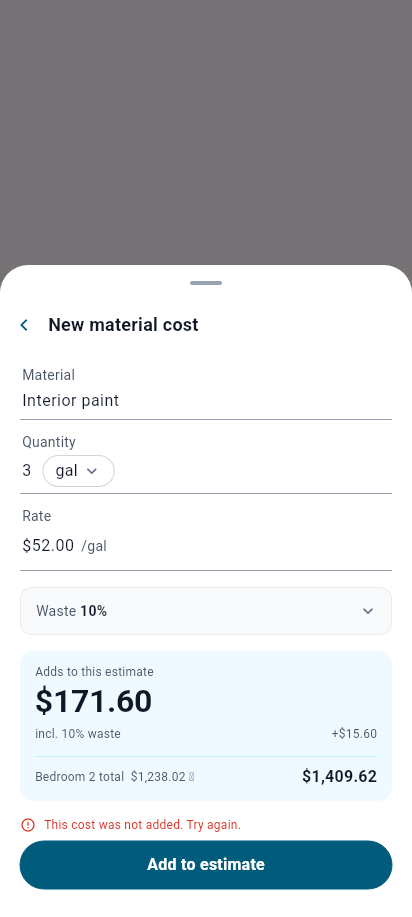 New material cost
Material
Interior paint
Quantity
3 gal
Rate
$52.00 /gal
Waste 10%
Adds to this estimate
$171.60
incl. 10% waste +$15.60
Bedroom 2 total $1,238.02 $1,409.62
This cost was not added. Try again.
Add to estimate